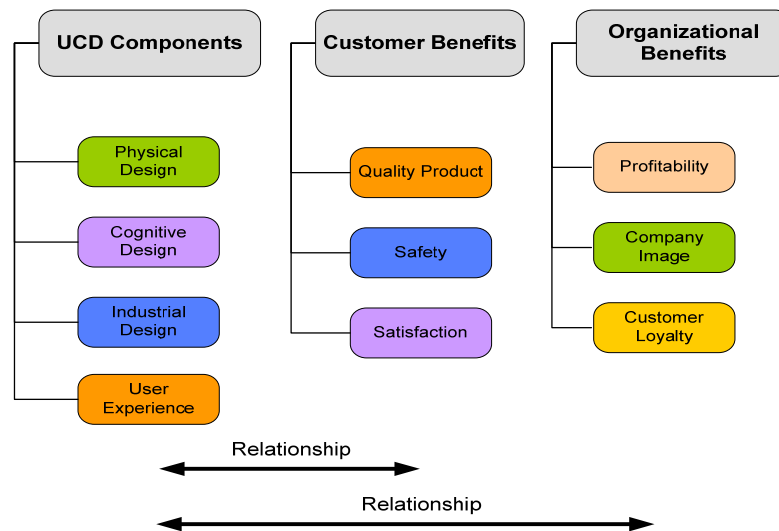 UCD Components
Physical
Design
Cognitive
Design
Industrial
Design
User
Experience
Customer Benefits
Quality Product
Safety
Satisfaction
Organizational
Benefits
Profitability
Company
Image
Customer
Loyalty
Relationship
Relationship